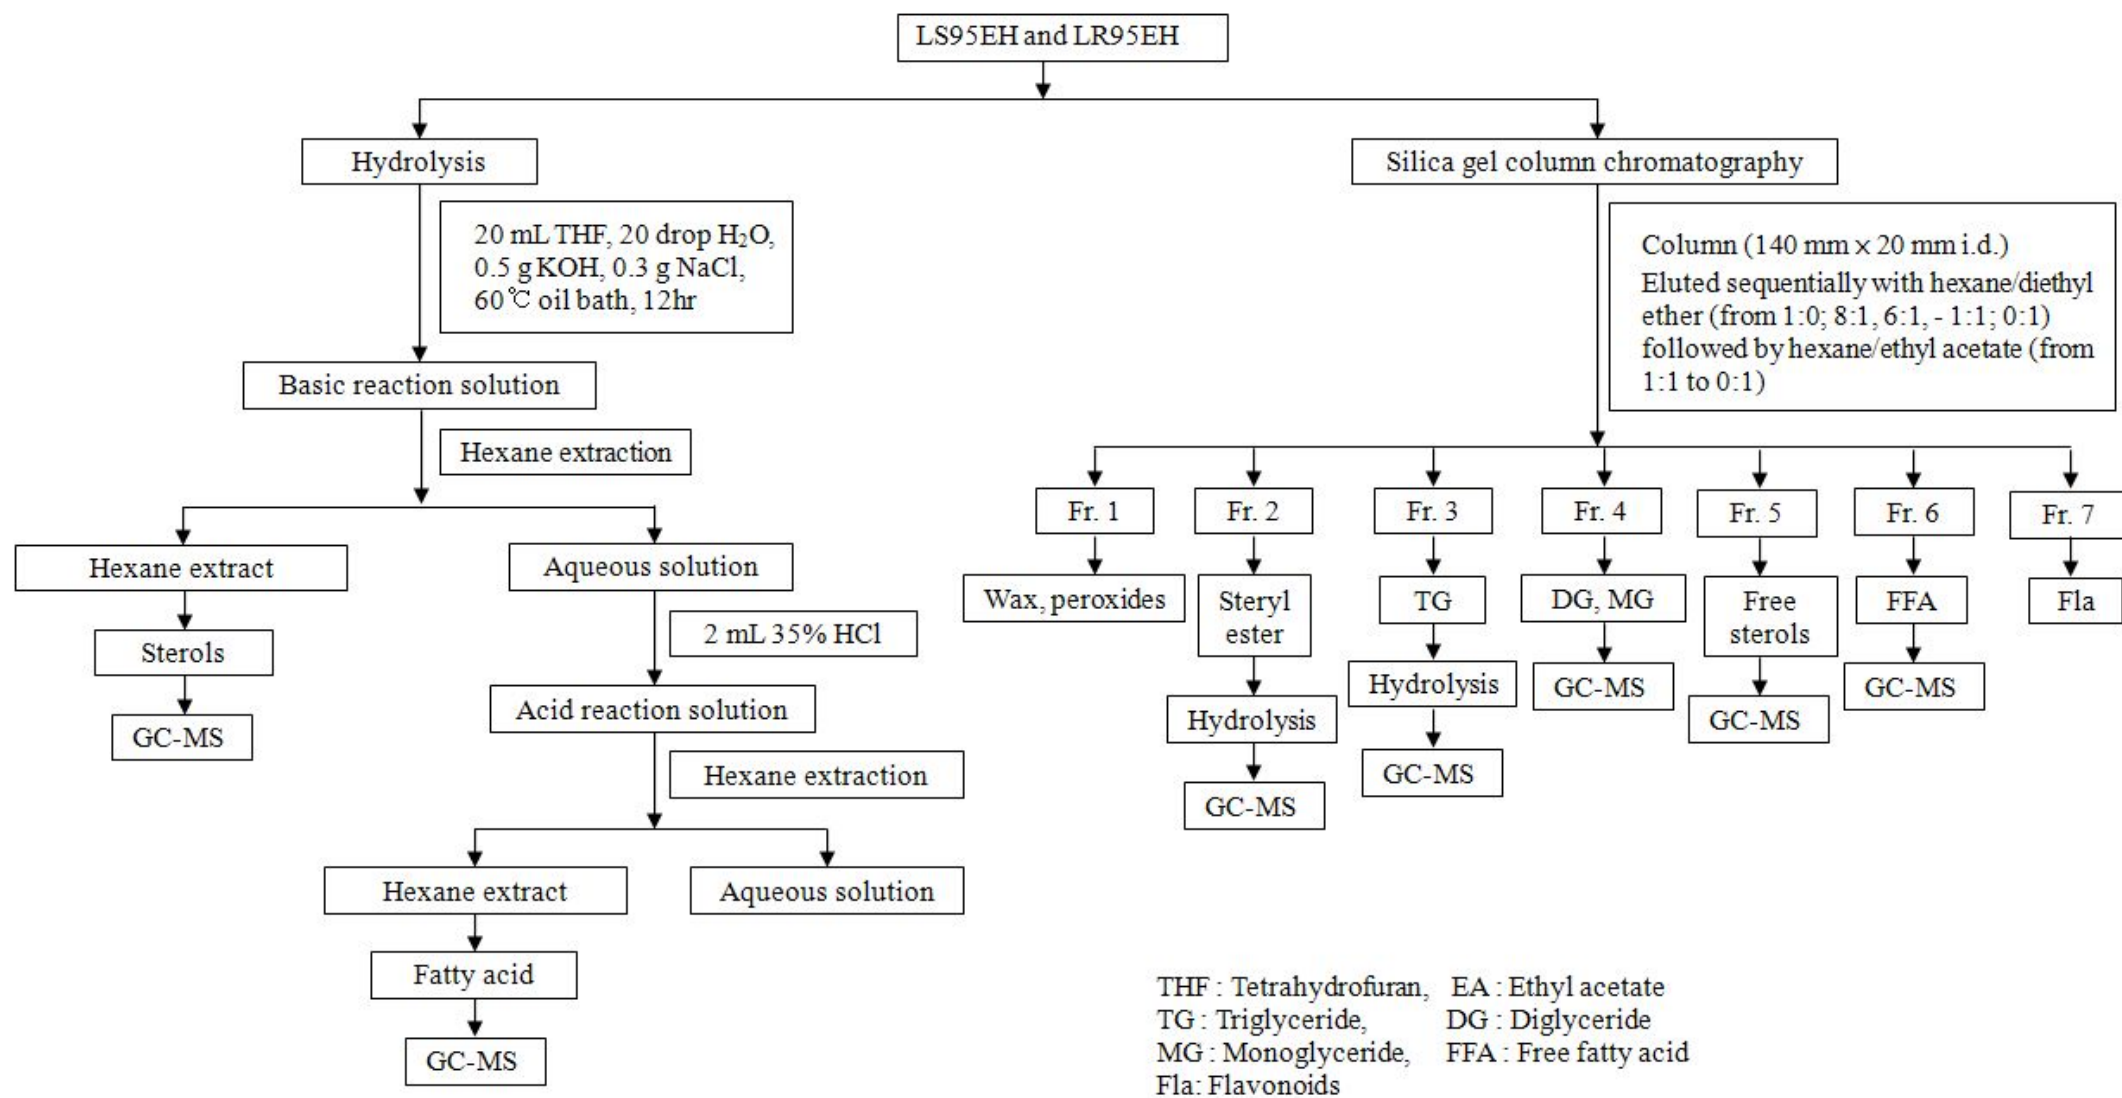 LS95EH and LR95EH
Hydrolysis
Silica gel column chromatography
20 mL THF, 20 drop H₂O,
0.5 g KOH, 0.3 g NaCl,
60℃ oil bath, 12hr
Column (140 mm × 20 mm i.d.)
Eluted sequentially with hexane/diethyl
ether (from 1:0; 8:1, 6:1, - 1:1; 0:1)
followed by hexane/ethyl acetate (from
1:1 to 0:1)
Basic reaction solution
Hexane extraction
Hexane extract
Aqueous solution
Sterols
GC-MS
2 mL 35% HCl
Acid reaction solution
Hexane extraction
Hexane extract
Aqueous solution
Fatty acid
GC-MS
Fr. 1
Fr. 2
Fr. 3
Fr. 4
Fr. 5
Fr. 6
Fr. 7
Wax, peroxides
Steryl
ester
TG
DG, MG
Free
sterols
FFA
Fla
Hydrolysis
Hydrolysis
GC-MS
GC-MS
GC-MS
GC-MS
GC-MS
THF : Tetrahydrofuran, EA : Ethyl acetate
TG : Triglyceride, DG : Diglyceride
MG : Monoglyceride, FFA : Free fatty acid
Fla: Flavonoids